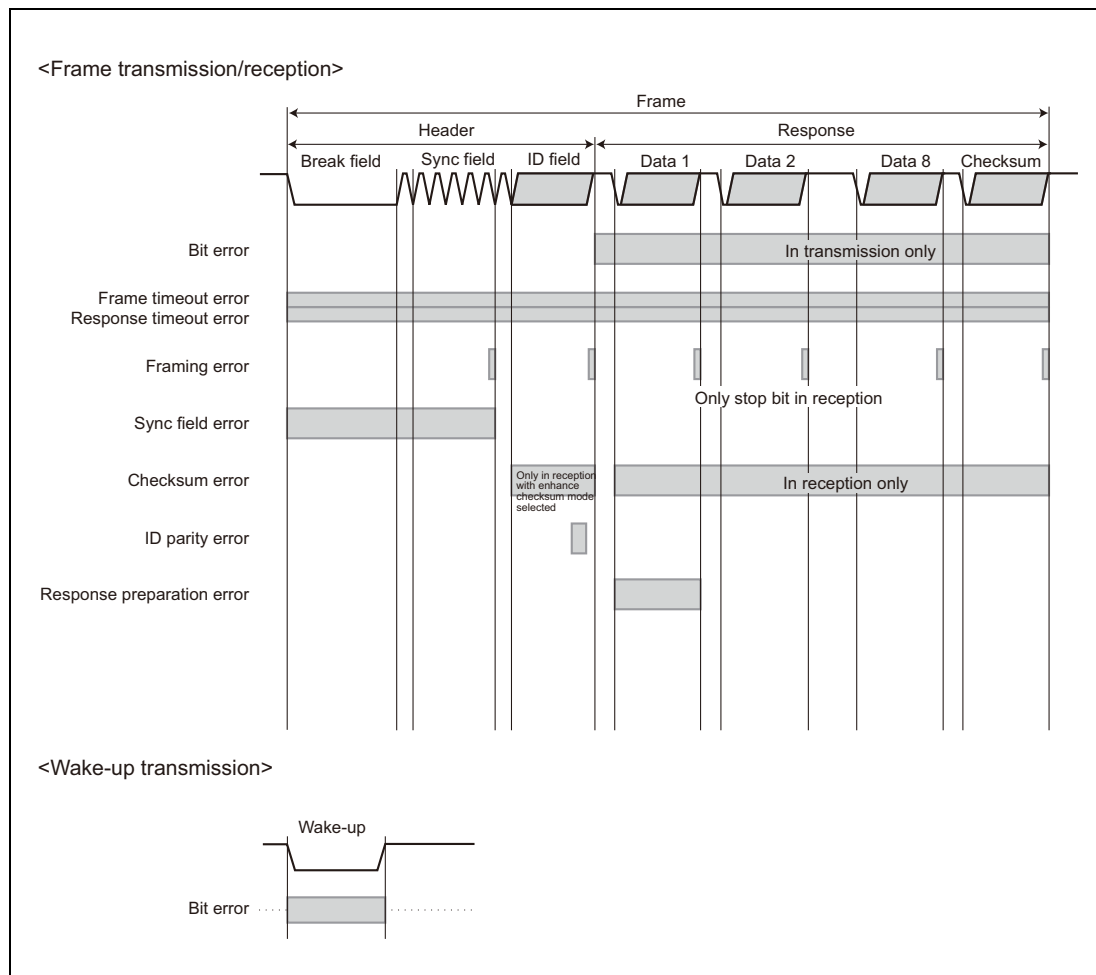 <Frame transmission/reception>
Frame
Header
Response
Break field
Sync field
ID field
Data 1
Data 2
Data 8
Checksum
Bit error
In transmission only
Frame timeout error
Response timeout error
Framing error
Only stop bit in reception
Sync field error
Checksum error
Only in reception
with enhance
checksum mode
selected
In reception only
ID parity error
Response preparation error
<Wake-up transmission>
Wake-up
Bit error